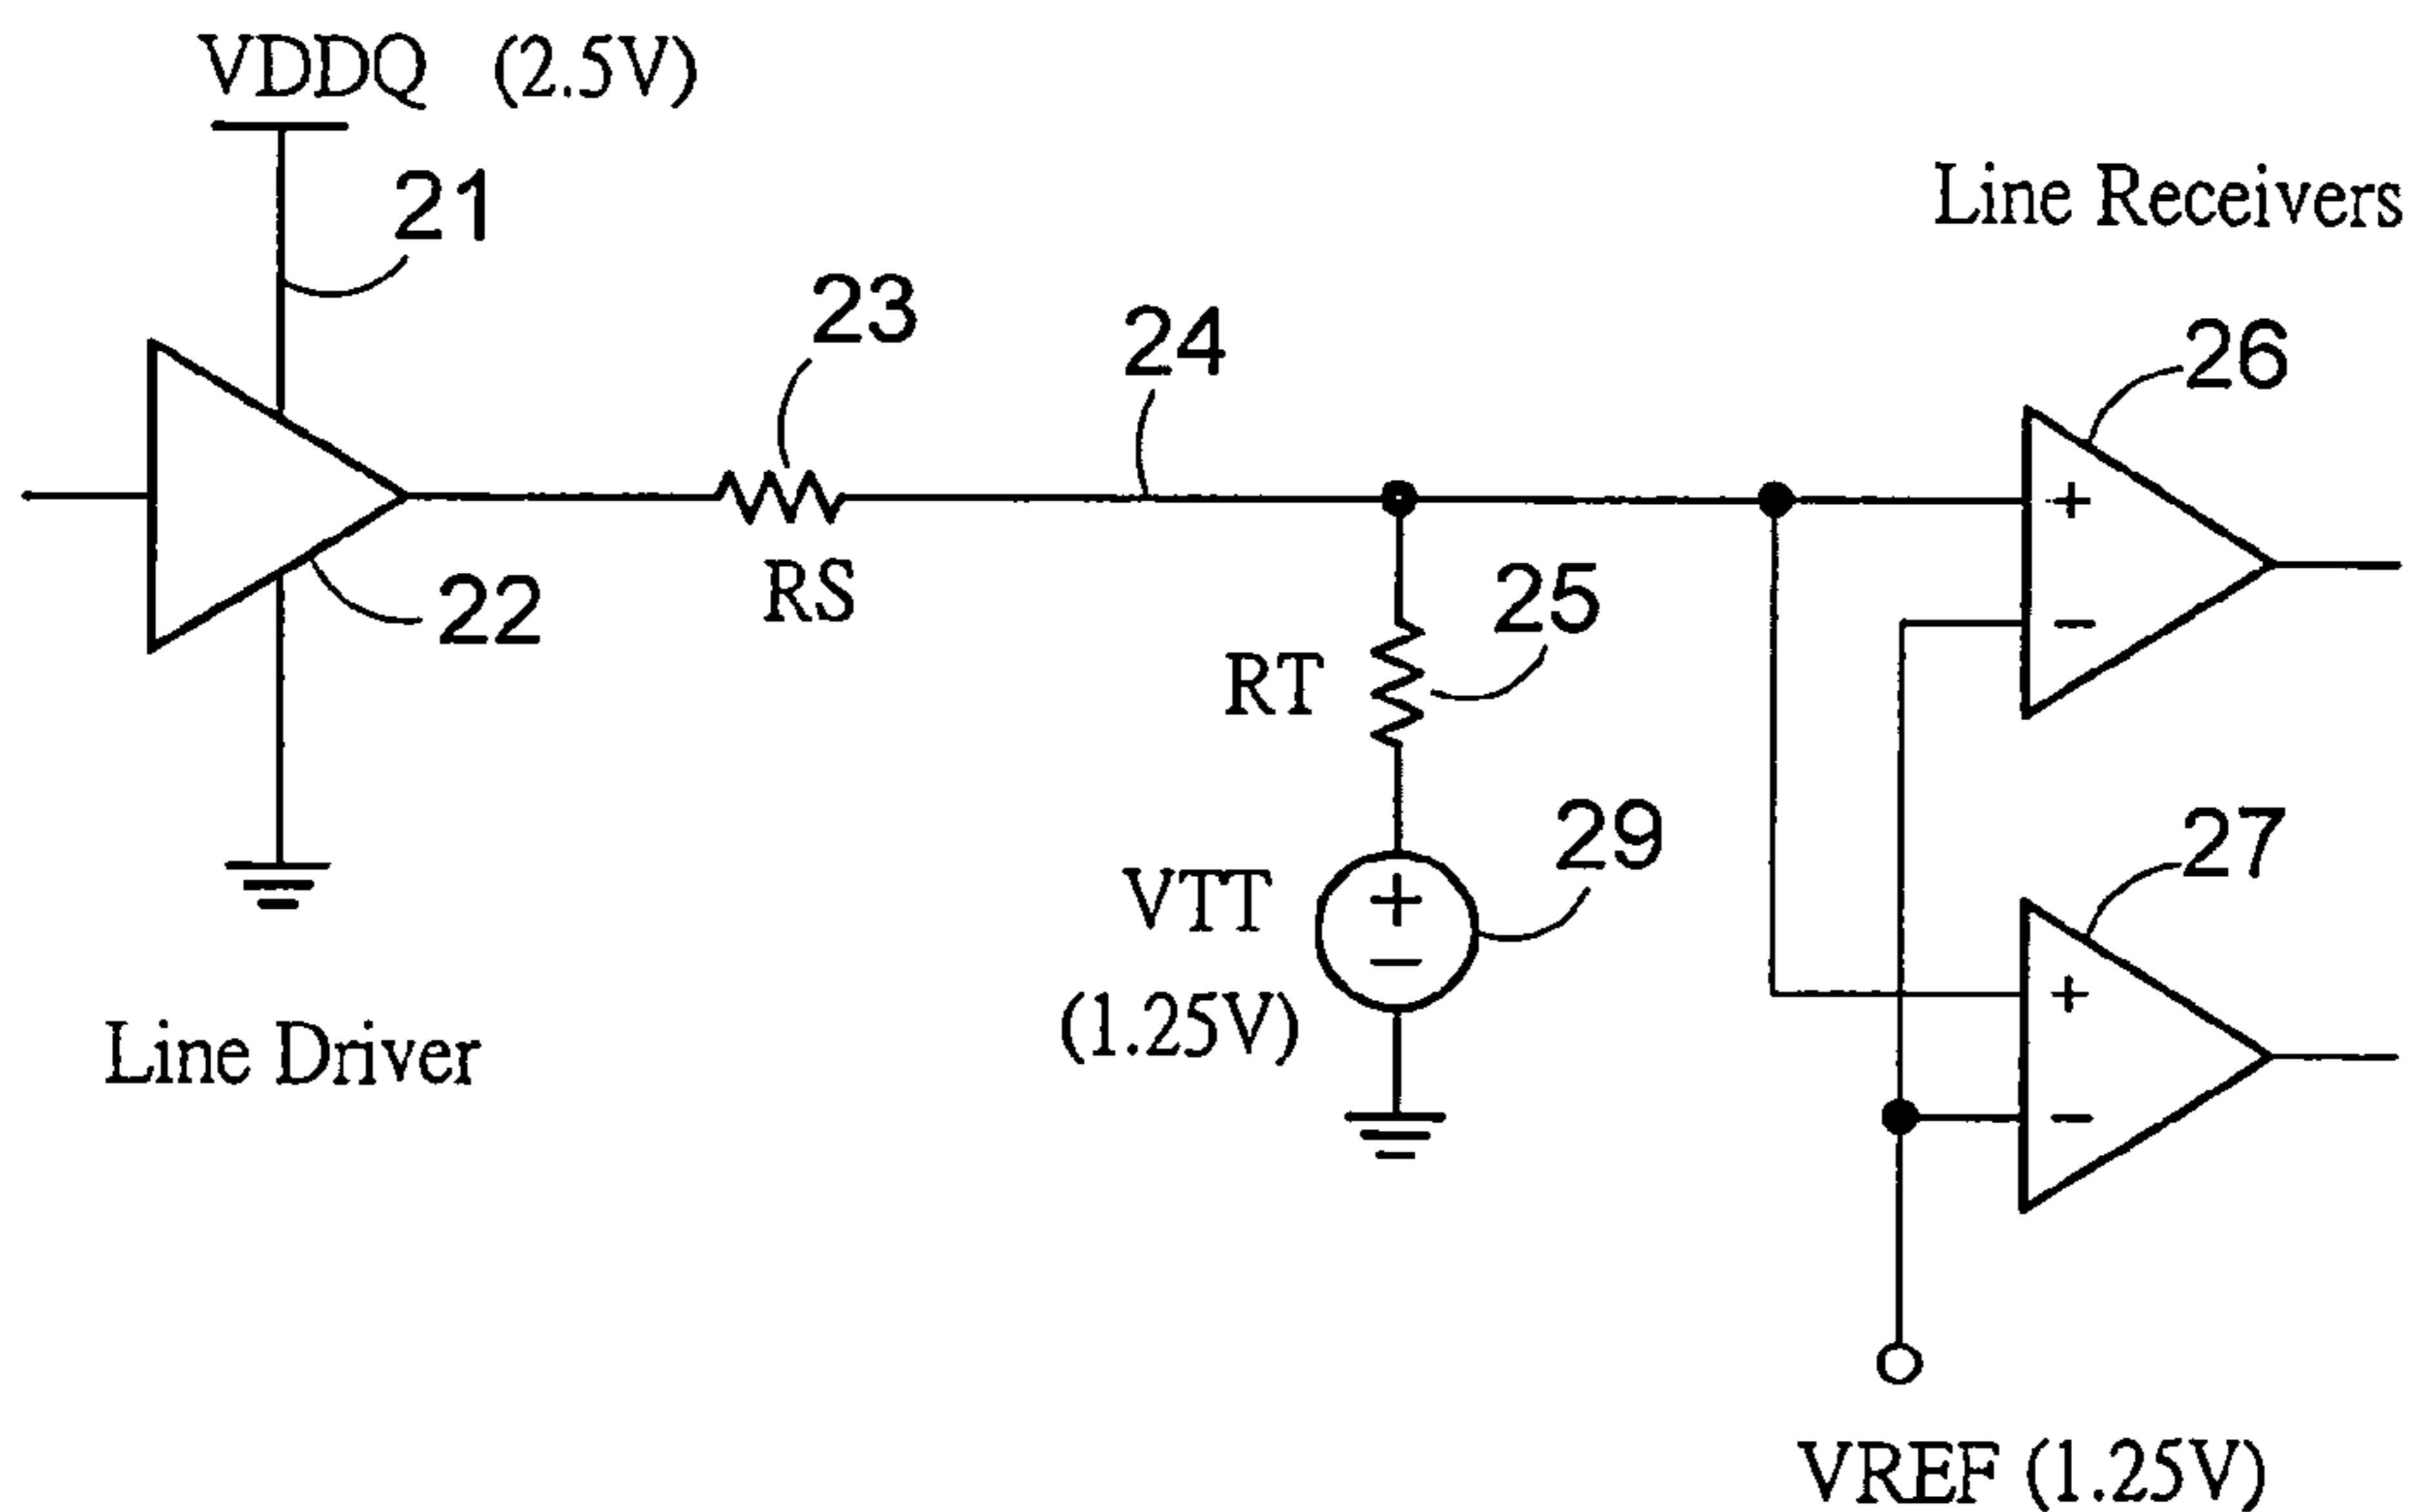 VDDQ (2.5V)
21
Line Receivers
23
24
26
22
RS
25
RT
+
−
29
27
VTT
+
−
(1.25V)
Line Driver
+
−
VREF (1.25V)